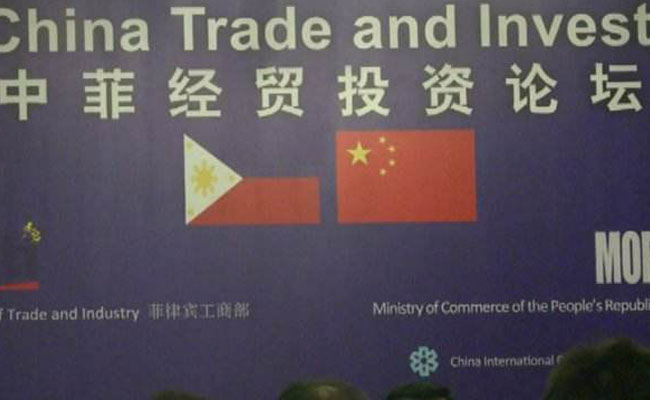 China Trade and Invest
中菲经贸投资论坛
MO
f Trade and Industry 菲律宾工商部
Ministry of Commerce of the People's Republi
China International